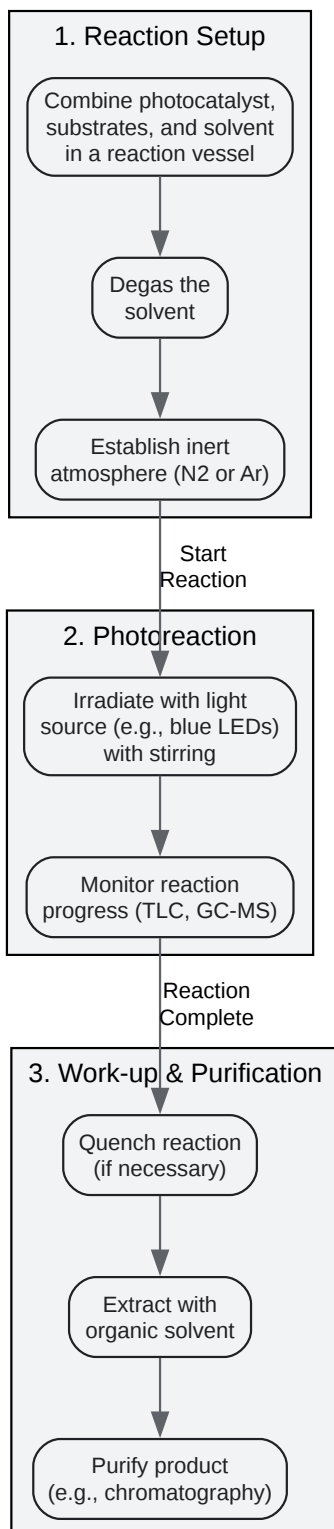 1. Reaction Setup
Combine photocatalyst,
substrates, and solvent
in a reaction vessel
Degas the
solvent
Establish inert
atmosphere (N2 or Ar)
Start
Reaction
2. Photoreaction
Irradiate with light
source (e.g., blue LEDs)
with stirring
Monitor reaction
progress (TLC, GC-MS)
Reaction
Complete
3. Work-up & Purification
Quench reaction
(if necessary)
Extract with
organic solvent
Purify product
(e.g., chromatography)